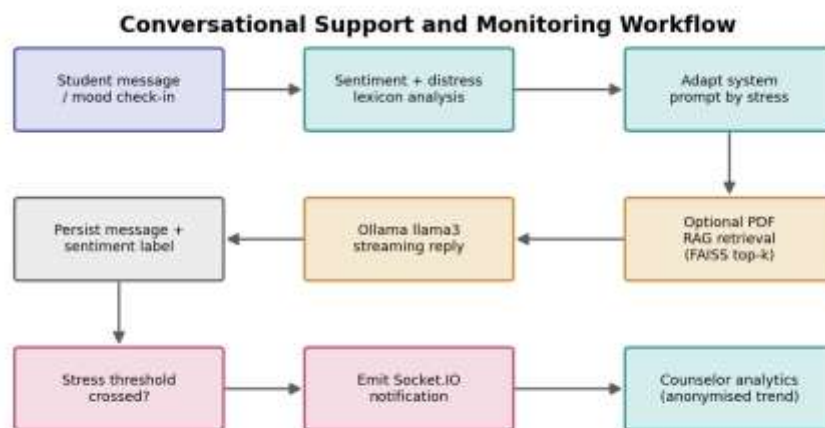 Conversational Support and Monitoring Workflow
Student message
/ mood check-in
Sentiment + distress
lexicon analysis
Adapt system
prompt by stress
Optional PDF
RAG retrieval
(FAISS top-k)
Ollama llama3
streaming reply
Persist message +
sentiment label
Stress threshold
crossed?
Emit Socket.IO
notification
Counselor analytics
(anonymised trend)